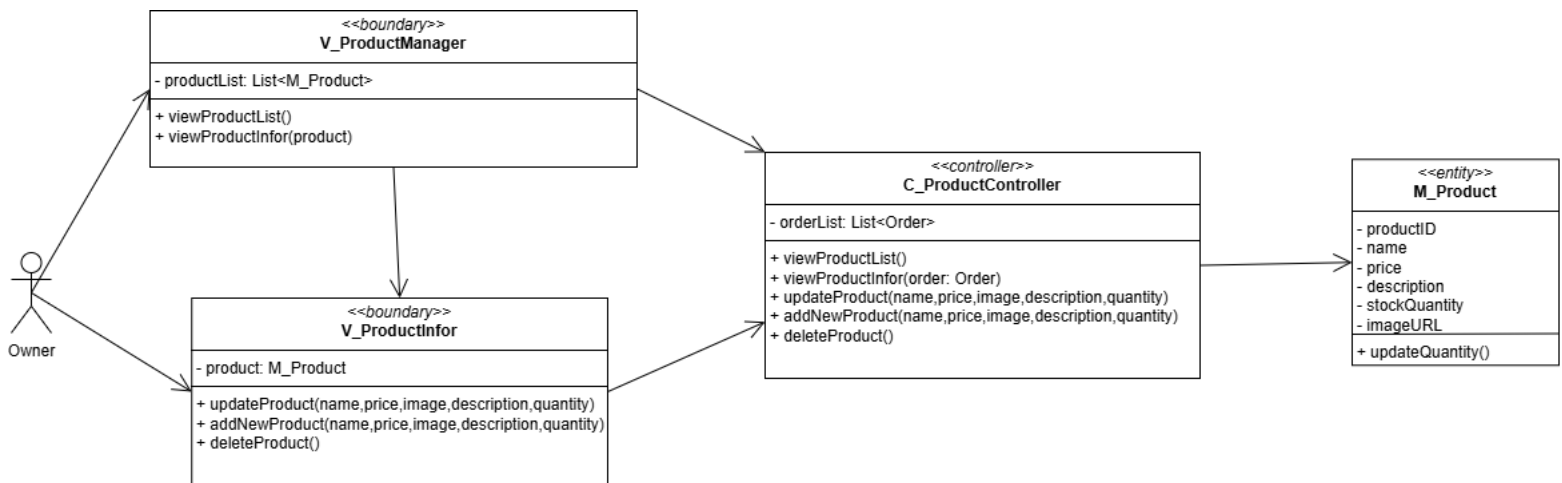 <<boundary>>
V_ProductManager
- productList: List<M_Product>
+ viewProductList()
+ viewProductInfor(product)
<<controller>>
C_ProductController
- orderList: List<Order>
+ viewProductList()
+ viewProductInfor(order: Order)
+ updateProduct(name,price,image,description,quantity)
+ addNewProduct(name,price,image,description,quantity)
+ deleteProduct()
<<entity>>
M_Product
- productID
- name
- price
- description
- stockQuantity
- imageURL
+ updateQuantity()
Owner
<<boundary>>
V_ProductInfor
- product: M_Product
+ updateProduct(name,price,image,description,quantity)
+ addNewProduct(name,price,image,description,quantity)
+ deleteProduct()